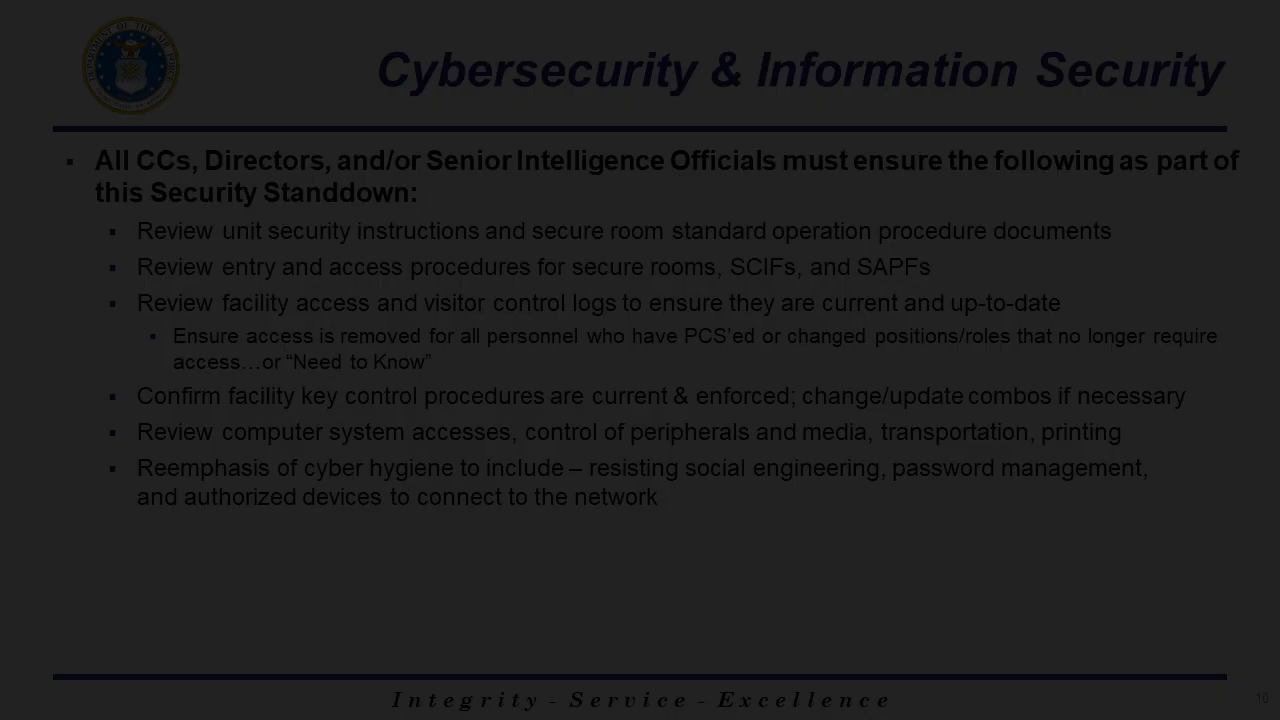 DEPARTMENT OF THE AIR FORCE
Cybersecurity & Information Security
▪ All CCs, Directors, and/or Senior Intelligence Officials must ensure the following as part of
this Security Standdown:
▪ Review unit security instructions and secure room standard operation procedure documents
▪ Review entry and access procedures for secure rooms, SCIFs, and SAPFs
▪ Review facility access and visitor control logs to ensure they are current and up-to-date
▪ Ensure access is removed for all personnel who have PCS’ed or changed positions/roles that no longer require
access…or “Need to Know”
▪ Confirm facility key control procedures are current & enforced; change/update combos if necessary
▪ Review computer system accesses, control of peripherals and media, transportation, printing
▪ Reemphasis of cyber hygiene to include – resisting social engineering, password management,
and authorized devices to connect to the network
Integrity - Service - Excellence
10